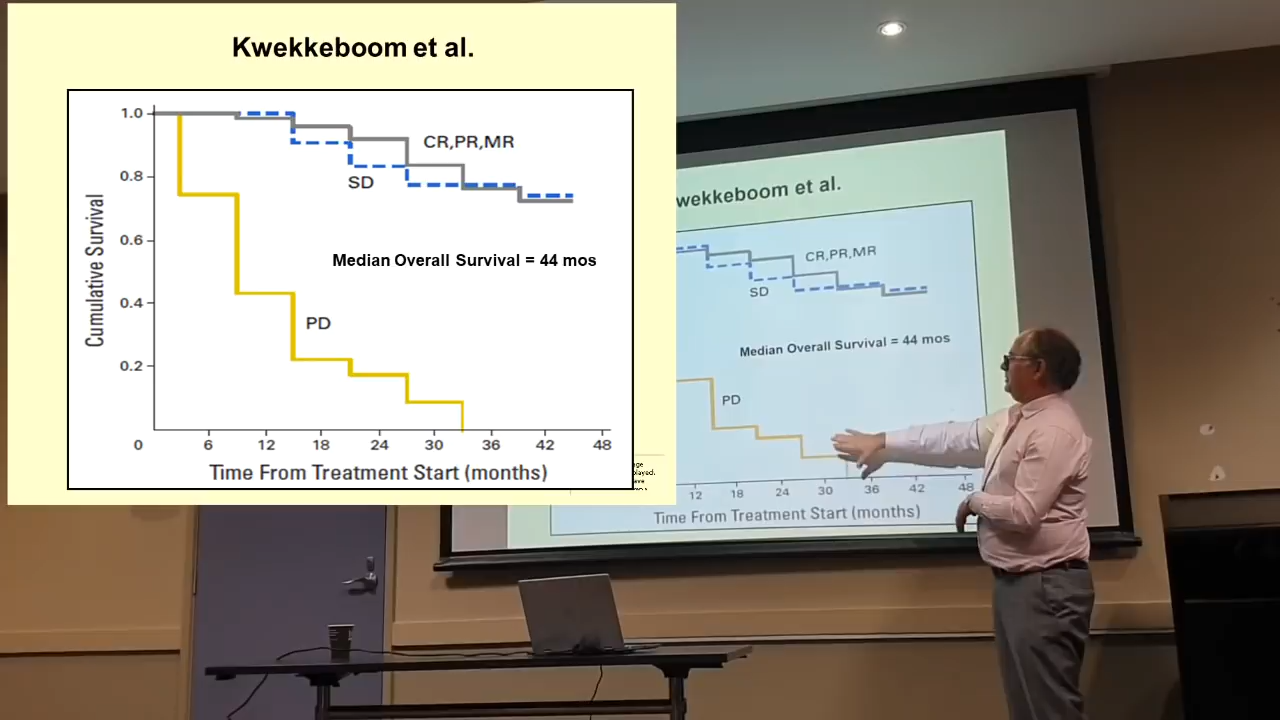 Kwekkeboom et al.
1.0
0.8
0.6
0.4
0.2
0
Cumulative Survival
CR,PR,MR
SD
Median Overall Survival = 44 mos
PD
6 12 18 24 30 36 42 48
Time From Treatment Start (months)
wekkeboom et al.
CR,PR,MR
SD
Median Overall Survival = 44 mos
PD
12 18 24 30 36 42 48
Time From Treatment Start (months)